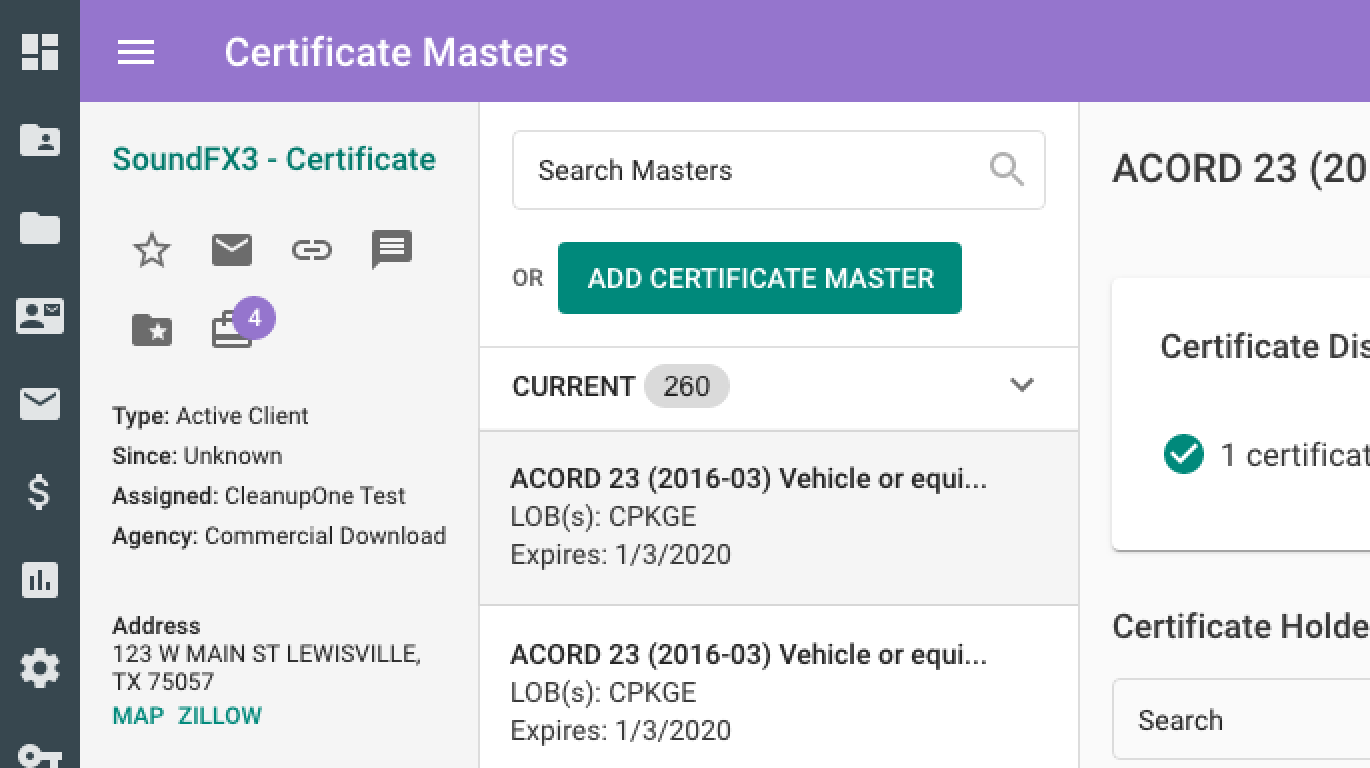 Certificate Masters
SoundFX3 - Certificate
4
Type: Active Client
Since: Unknown
Assigned: CleanupOne Test
Agency: Commercial Download
Address
123 W MAIN ST LEWISVILLE,
TX 75057
MAP ZILLOW
Search Masters
OR ADD CERTIFICATE MASTER
CURRENT 260
ACORD 23 (2016-03) Vehicle or equi...
LOB(s): CPKGE
Expires: 1/3/2020
ACORD 23 (2016-03) Vehicle or equi...
LOB(s): CPKGE
Expires: 1/3/2020
ACORD 23 (20
Certificate Dis
1 certificat
Certificate Holde
Search